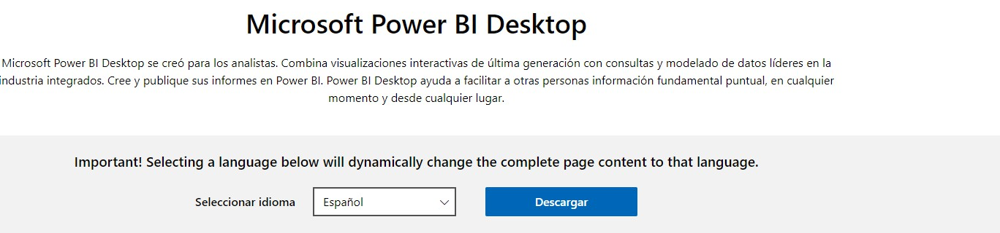 Microsoft Power BI Desktop
Microsoft Power BI Desktop se creó para los analistas. Combina visualizaciones interactivas de última generación con consultas y modelado de datos líderes en la
industria integrados. Cree y publique sus informes en Power BI. Power BI Desktop ayuda a facilitar a otras personas información fundamental puntual, en cualquier
momento y desde cualquier lugar.
Important! Selecting a language below will dynamically change the complete page content to that language.
Seleccionar idioma Español Descargar